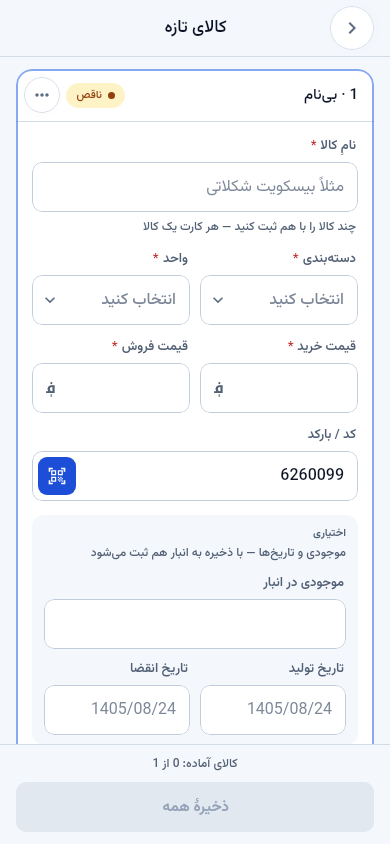 کالای تازه
1 · بی‌نام
ناقص
نامِ کالا *
مثلاً بیسکویت شکلاتی
چند کالا را با هم ثبت کنید — هر کارت یک کالا
دسته‌بندی *
واحد *
انتخاب کنید
انتخاب کنید
قیمت خرید *
قیمت فروش *
؋
؋
کد / بارکد
6260099
اختیاری
موجودی و تاریخ‌ها — با ذخیره به انبار هم ثبت می‌شود
موجودی در انبار
تاریخ تولید
تاریخ انقضا
1405/08/24
1405/08/24
کالای آماده: 0 از 1
ذخیرهٔ همه